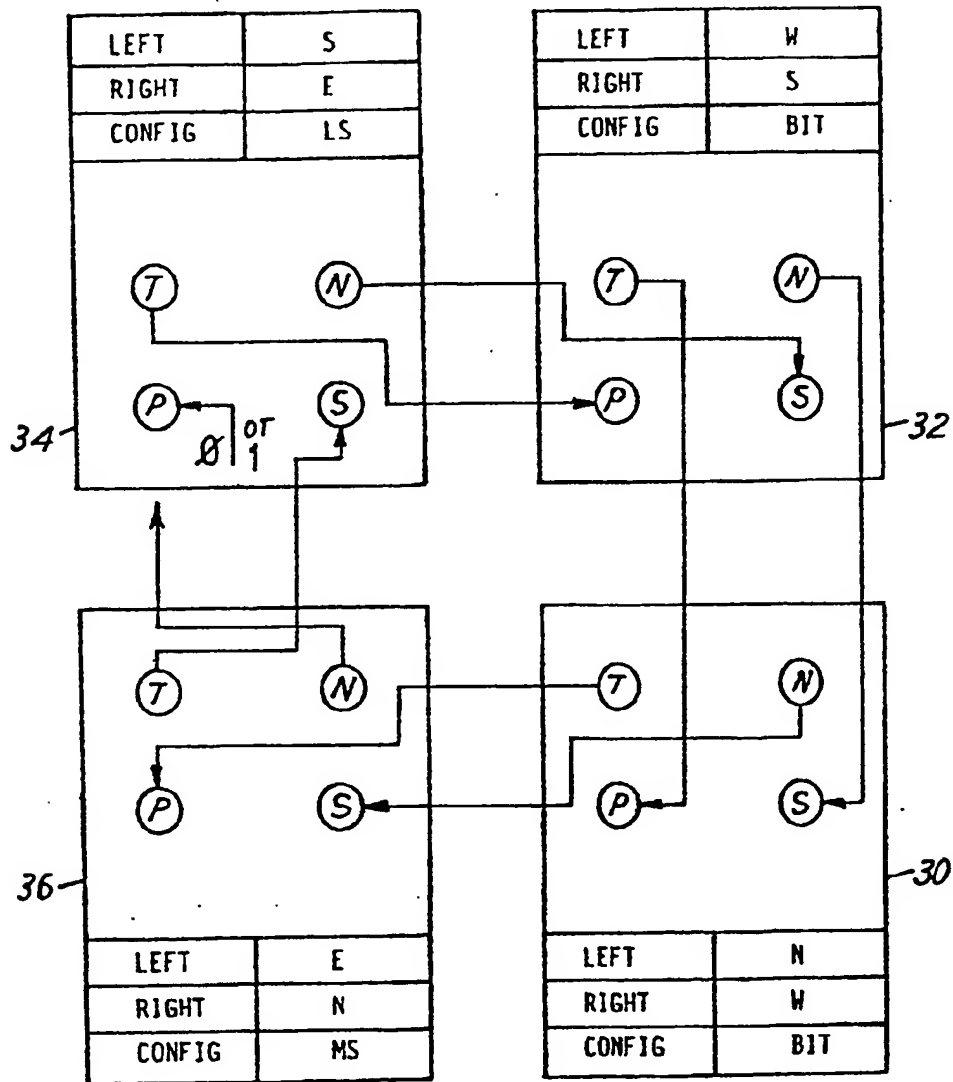 LEFT S
RIGHT E
CONFIG LS
LEFT W
RIGHT S
CONFIG BIT
T N
T N
P S
P S
Ø or 1
34
32
T N
T N
P S
P S
36
30
LEFT E
RIGHT N
CONFIG MS
LEFT N
RIGHT W
CONFIG BIT